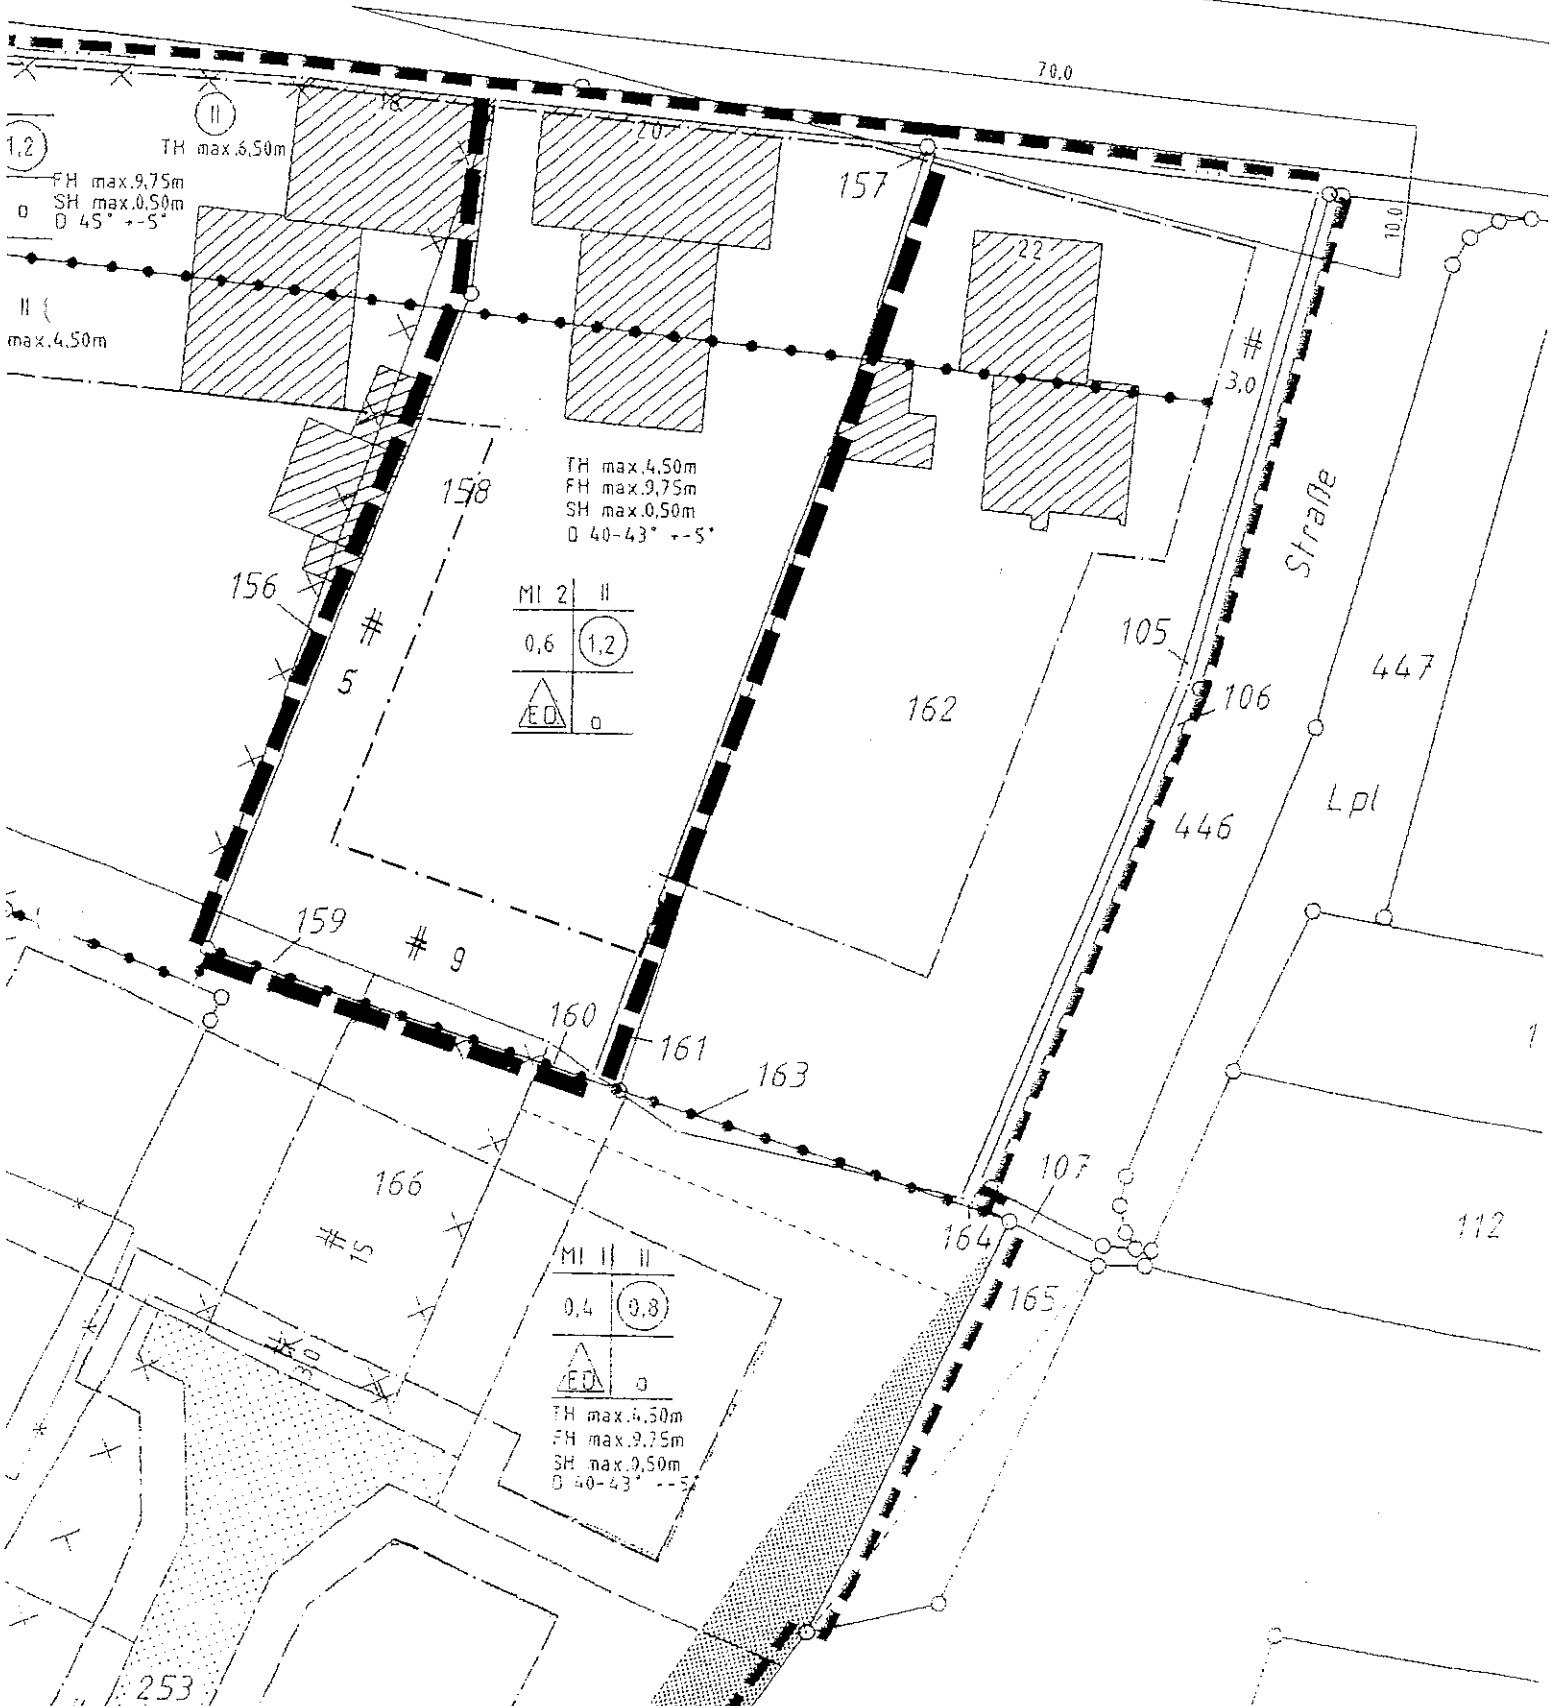 70,0
18
II
1,2
TH max.6,50m
20
157
FH max.9,75m
SH max.0,50m
D 45° +-5°
o
22
10,0
II
max.4,50m
3,0
TH max.4,50m
FH max.9,75m
SH max.0,50m
D 40-43° +-5°
158
Straße
156
MI 2 II
0,6 1,2
ED o
5
105
447
162
106
Lpl
446
159
9
160
161
163
1
107
166
112
164
15
MI 1 II
0,4 0,8
ED o
165
3,0
TH max.4,50m
FH max.9,75m
SH max.0,50m
D 40-43° +-5°
253